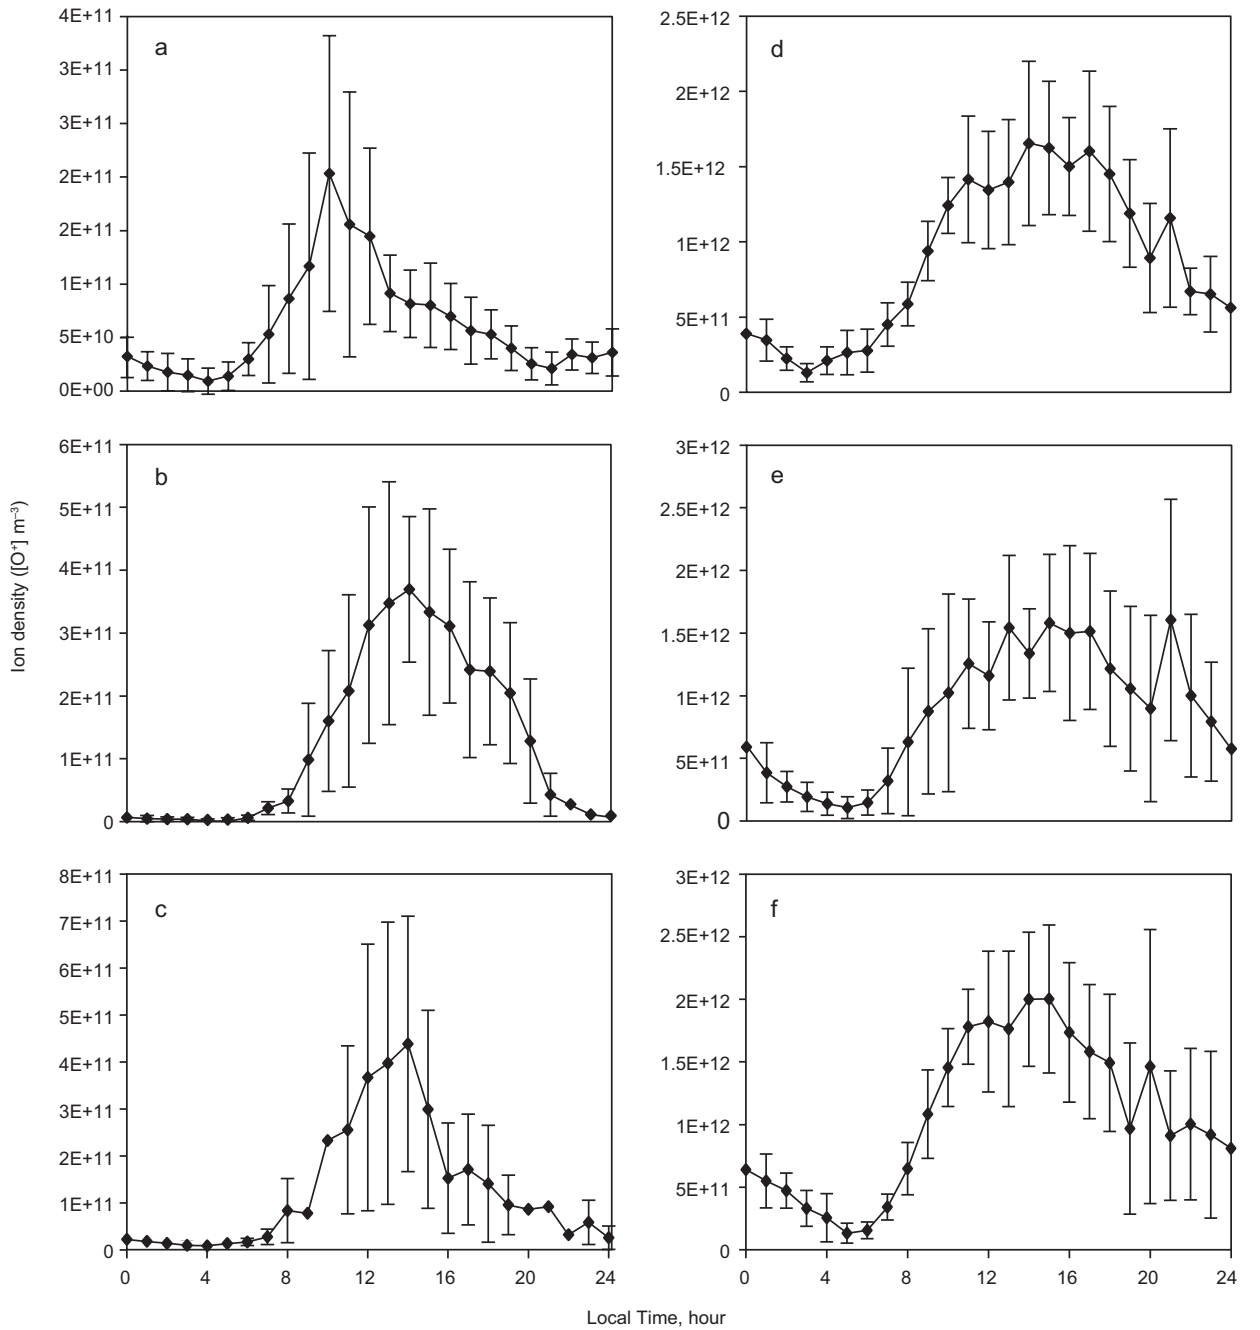 4E+11
3E+11
3E+11
2E+11
2E+11
1E+11
5E+10
0E+00
a
2.5E+12
2E+12
1.5E+12
1E+12
5E+11
0
d
6E+11
5E+11
4E+11
3E+11
2E+11
1E+11
0
b
3E+12
2.5E+12
2E+12
1.5E+12
1E+12
5E+11
0
e
Ion density ([O⁺] m⁻³)
8E+11
7E+11
6E+11
5E+11
4E+11
3E+11
2E+11
1E+11
0
c
0 4 8 12 16 20 24
3E+12
2.5E+12
2E+12
1.5E+12
1E+12
5E+11
0
f
0 4 8 12 16 20 24
Local Time, hour